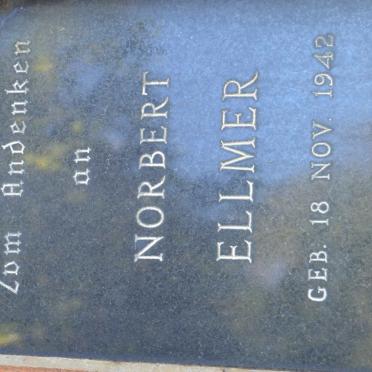 Zum Andenken
an
NORBERT
ELLMER
GEB. 18 NOV. 1942